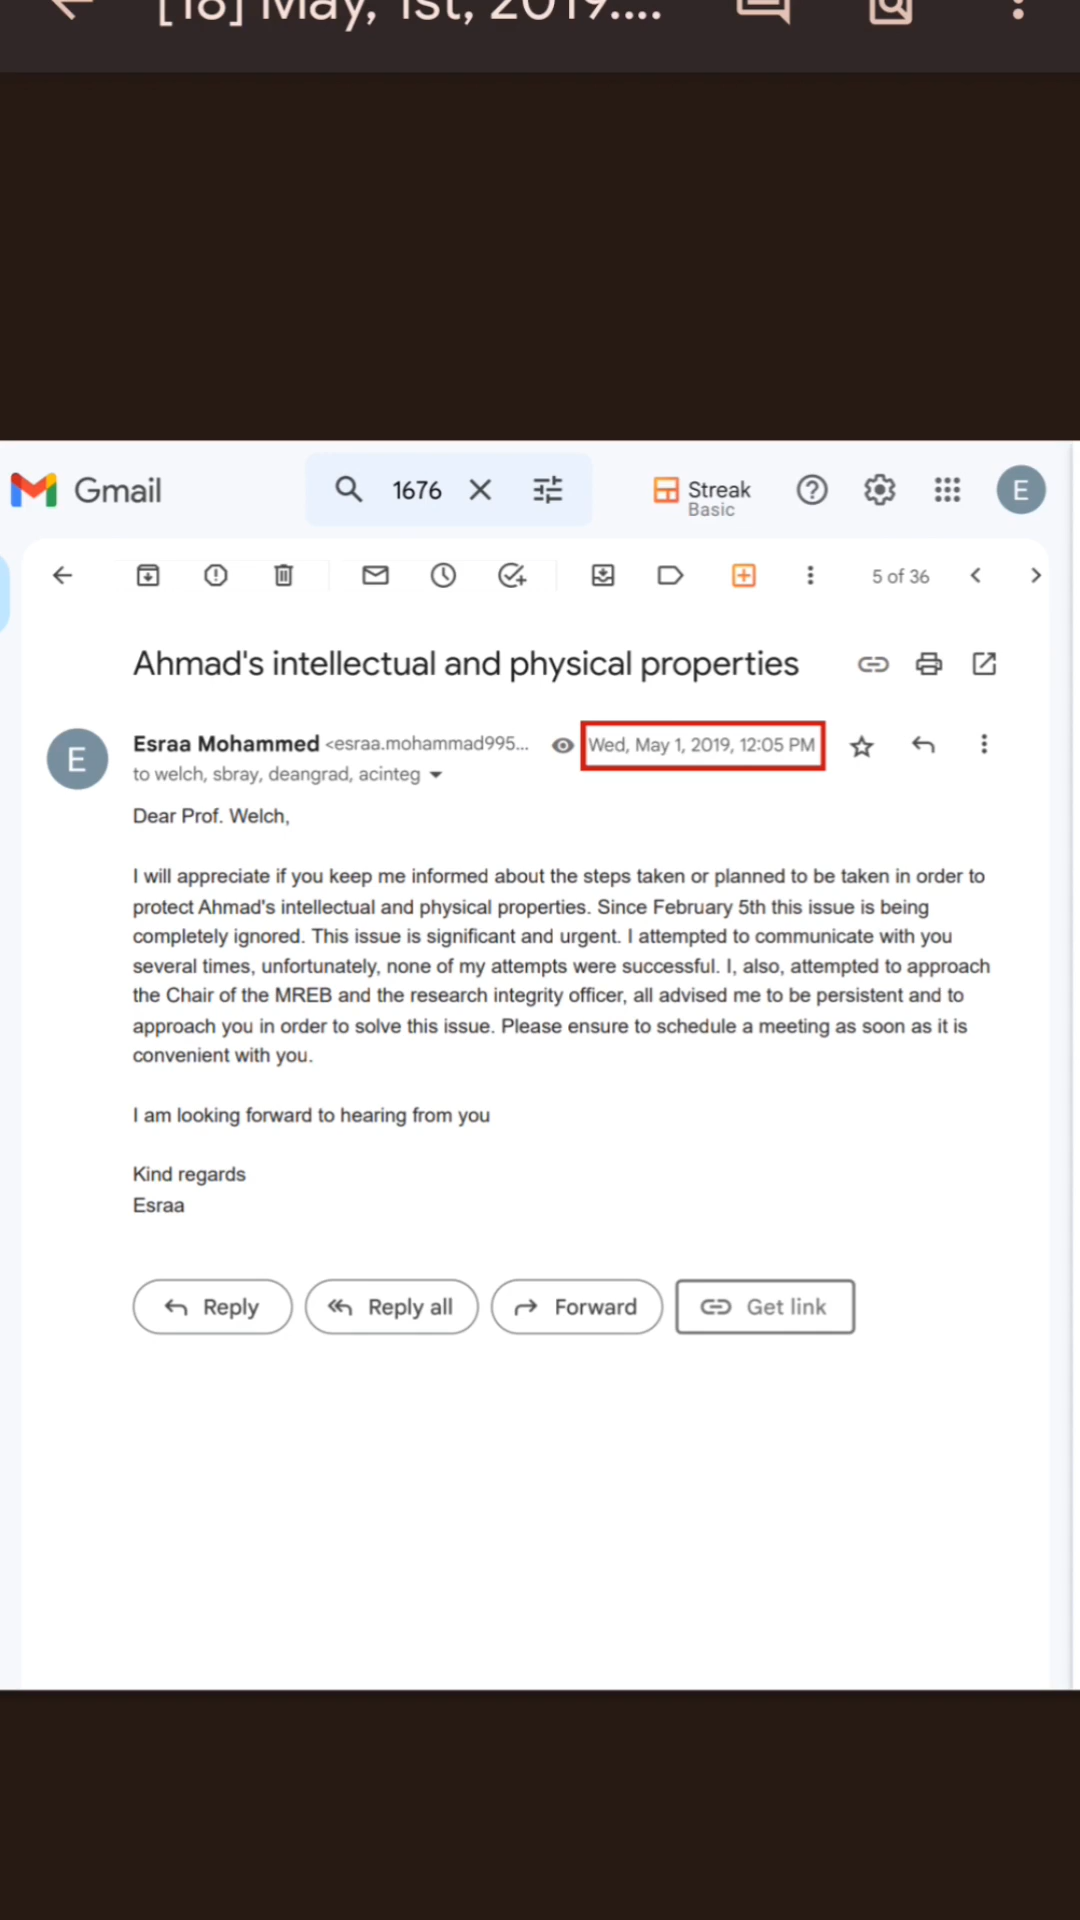 [18] May, 1st, 2019....
Gmail
1676
Streak
Basic
E
5 of 36
Ahmad's intellectual and physical properties
E
Esraa Mohammed <esraa.mohammad995...
Wed, May 1, 2019, 12:05 PM
to welch, sbray, deangrad, acinteg
Dear Prof. Welch,
I will appreciate if you keep me informed about the steps taken or planned to be taken in order to
protect Ahmad's intellectual and physical properties. Since February 5th this issue is being
completely ignored. This issue is significant and urgent. I attempted to communicate with you
several times, unfortunately, none of my attempts were successful. I, also, attempted to approach
the Chair of the MREB and the research integrity officer, all advised me to be persistent and to
approach you in order to solve this issue. Please ensure to schedule a meeting as soon as it is
convenient with you.
I am looking forward to hearing from you
Kind regards
Esraa
Reply
Reply all
Forward
Get link